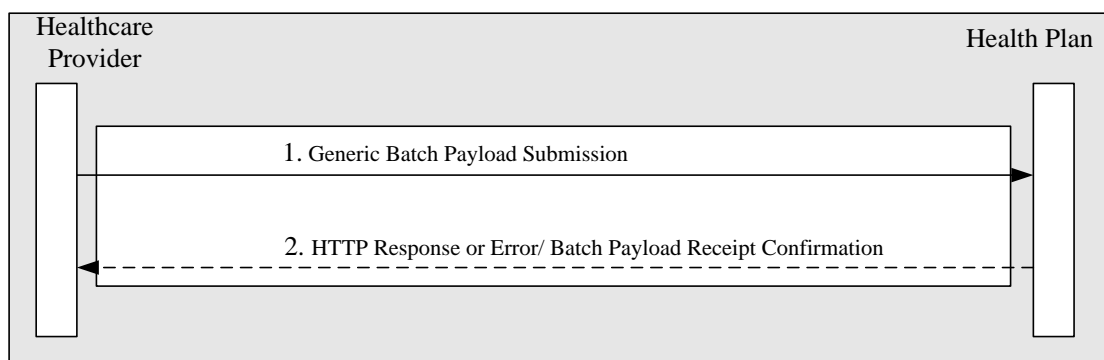 Healthcare
Provider
Health Plan
1. Generic Batch Payload Submission
2. HTTP Response or Error/ Batch Payload Receipt Confirmation